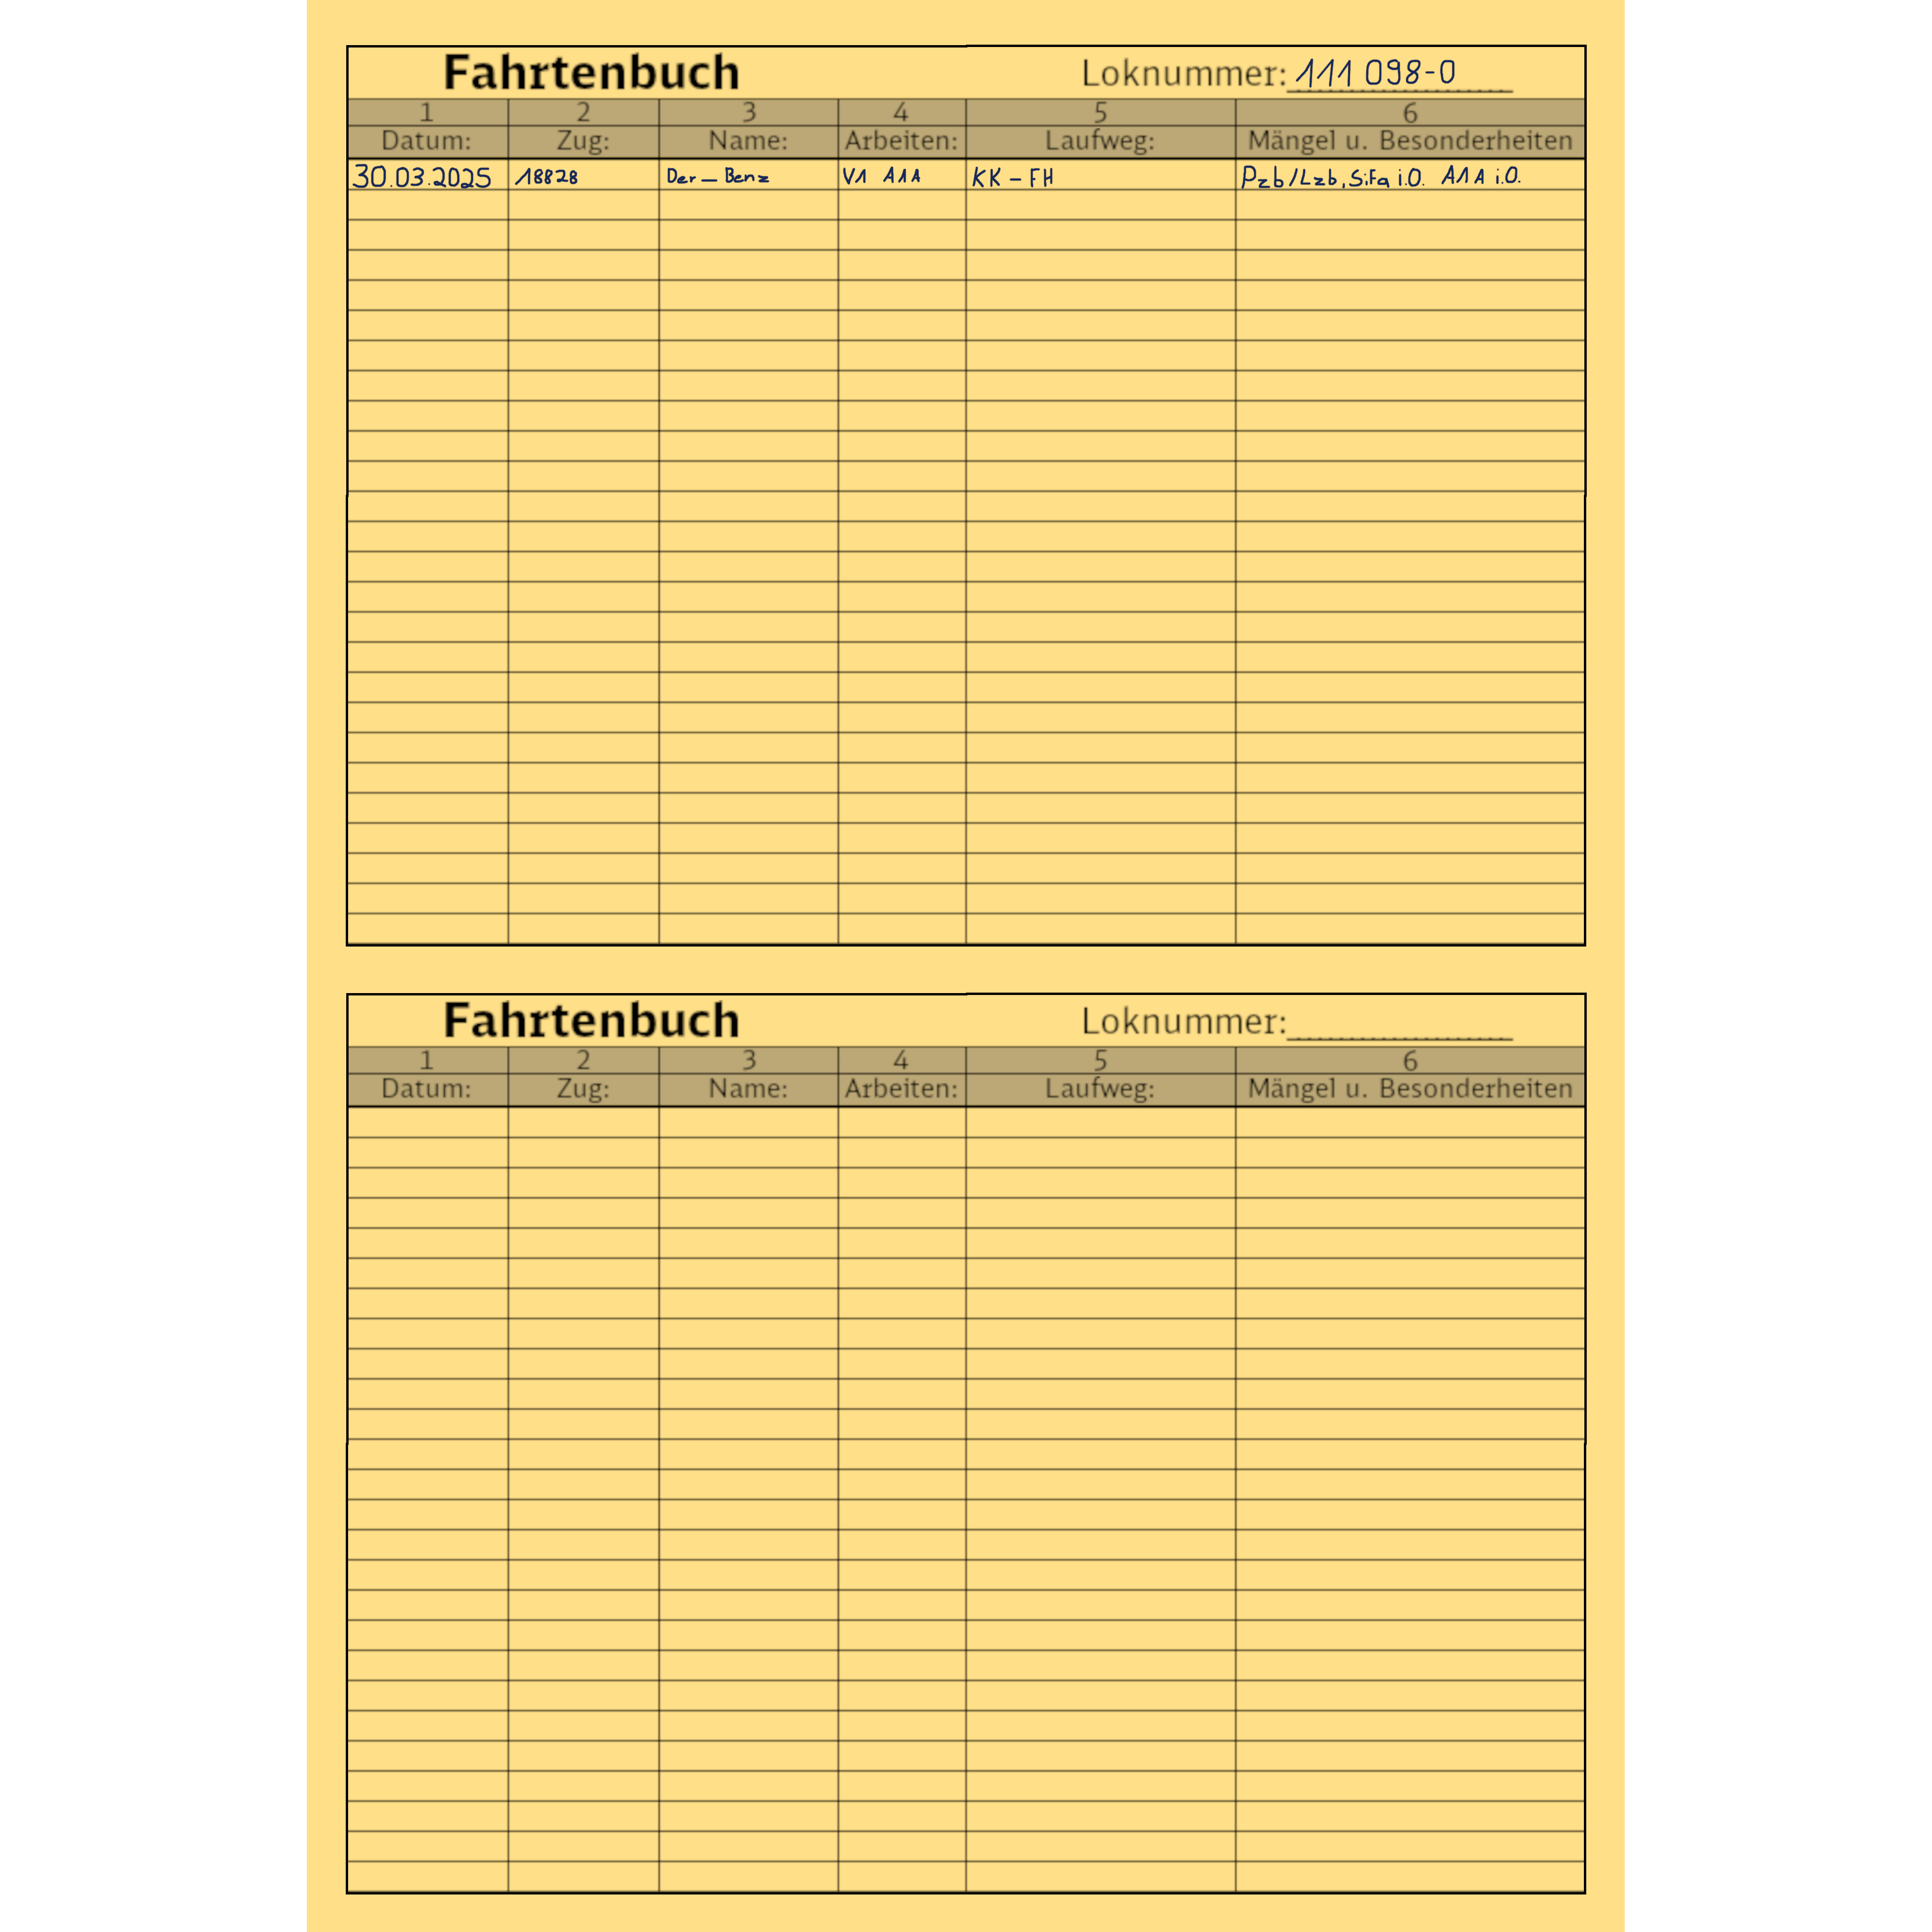 Fahrtenbuch Loknummer: 111 098-0
1 2 3 4 5 6
Datum: Zug: Name: Arbeiten: Laufweg: Mängel u. Besonderheiten
30.03.2025 18828 Der_Benz V1 A1A KK-FH Pzb/Lzb, Sifa i.O. A1A i.O.
Fahrtenbuch Loknummer:
1 2 3 4 5 6
Datum: Zug: Name: Arbeiten: Laufweg: Mängel u. Besonderheiten